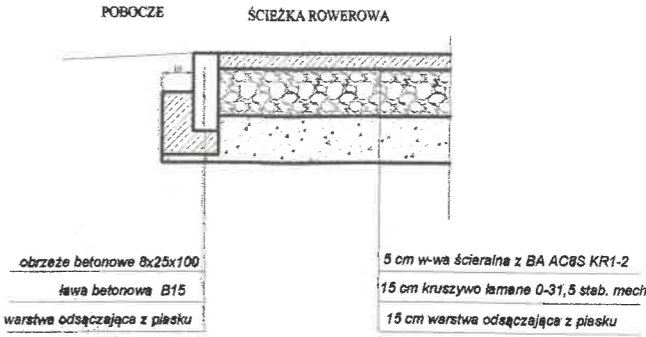 POBOCZE
ŚCIEŻKA ROWEROWA
10
obrzeże betonowe 8x25x100
ława betonowa B15
warstwa odsączająca z piasku
5 cm w-wa ścieralna z BA AC8S KR1-2
15 cm kruszywo łamane 0-31,5 stab. mech
15 cm warstwa odsączająca z piasku